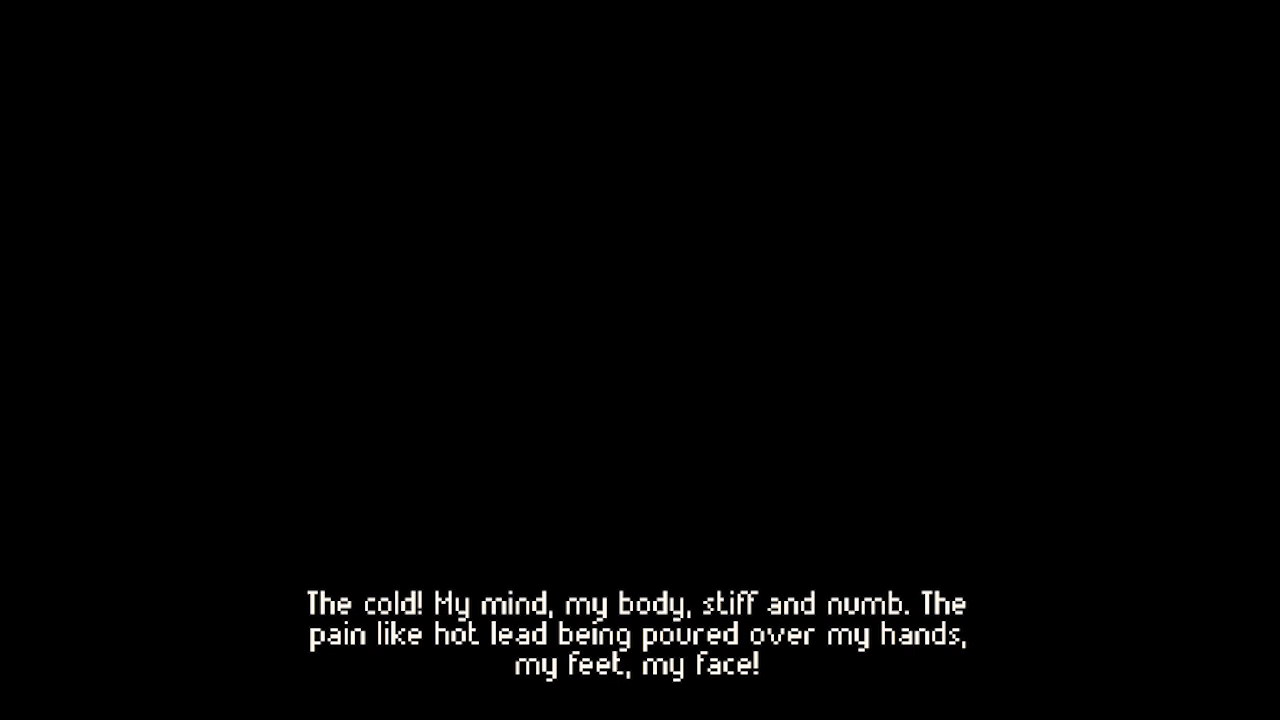 The cold! My mind, my body, stiff and numb. The
pain like hot lead being poured over my hands,
my feet, my face!